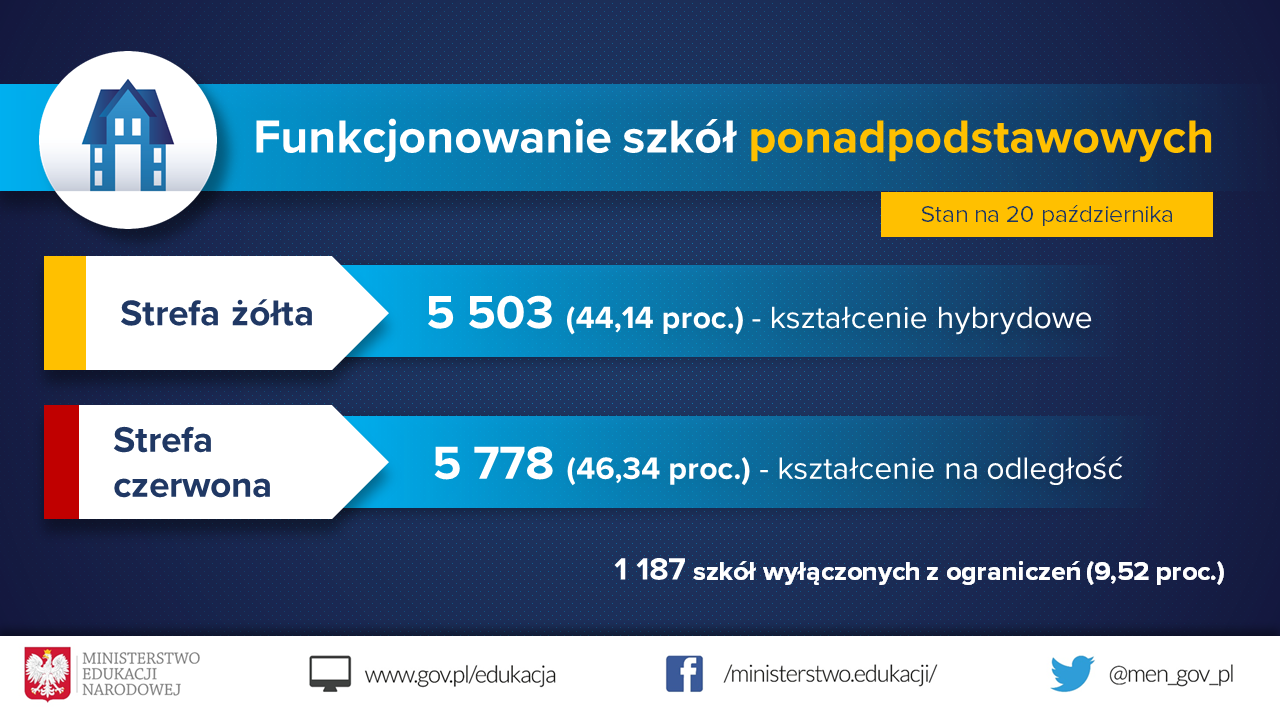 Funkcjonowanie szkół ponadpodstawowych
Stan na 20 października
Strefa żółta
5 503 (44,14 proc.) - kształcenie hybrydowe
Strefa
czerwona
5 778 (46,34 proc.) - kształcenie na odległość
1 187 szkół wyłączonych z ograniczeń (9,52 proc.)
MINISTERSTWO
EDUKACJI
NARODOWEJ
www.gov.pl/edukacja
/ministerstwo.edukacji/
@men_gov_pl